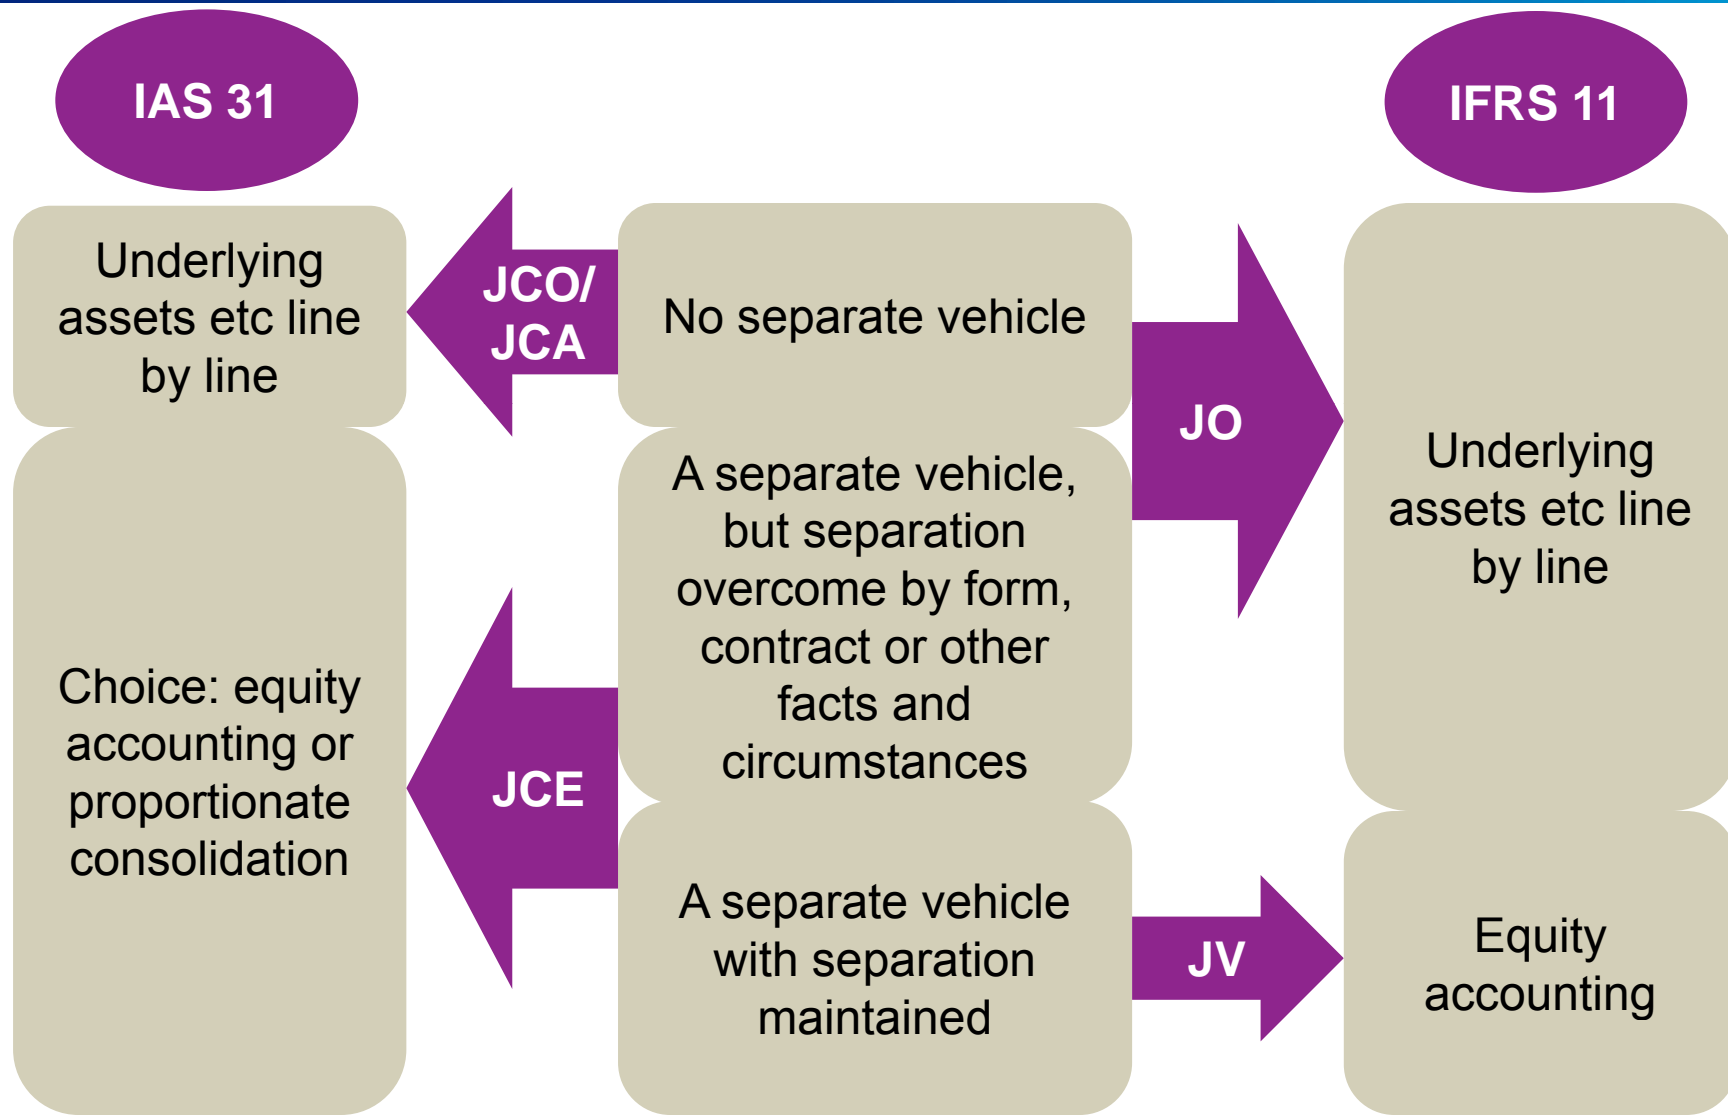 IAS 31
IFRS 11
Underlying
assets etc line
by line
JCO/
JCA
No separate vehicle
JO
Underlying
assets etc line
by line
A separate vehicle,
but separation
overcome by form,
contract or other
facts and
circumstances
Choice: equity
accounting or
proportionate
consolidation
JCE
A separate vehicle
with separation
maintained
JV
Equity
accounting